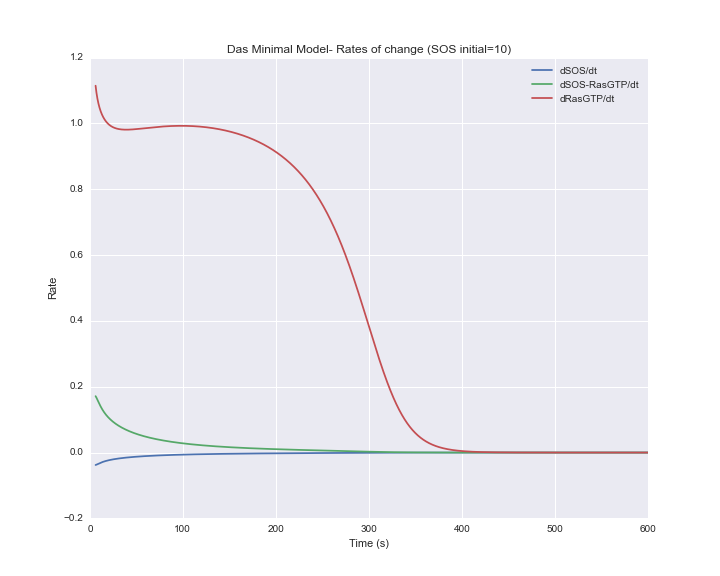 Das Minimal Model- Rates of change (SOS initial=10)
dSOS/dt
dSOS-RasGTP/dt
dRasGTP/dt
1.2
1.0
0.8
0.6
0.4
0.2
0.0
−0.2
Rate
0 100 200 300 400 500 600
Time (s)